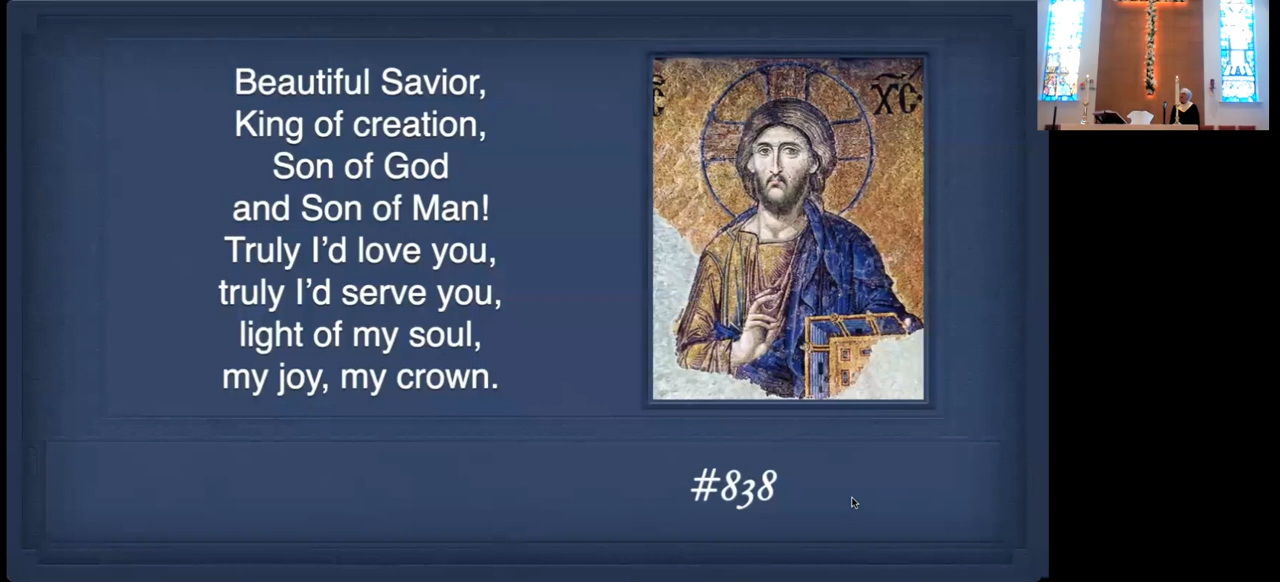 Beautiful Savior,
King of creation,
Son of God
and Son of Man!
Truly I’d love you,
truly I’d serve you,
light of my soul,
my joy, my crown.
X̅C̅
#838